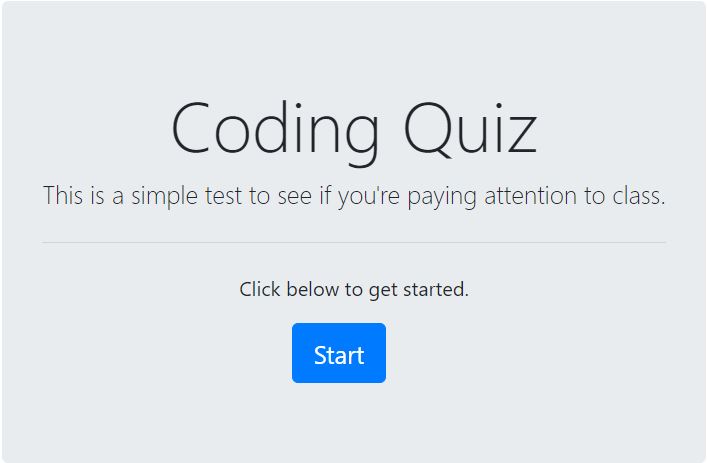 Coding Quiz
This is a simple test to see if you're paying attention to class.
Click below to get started.
Start